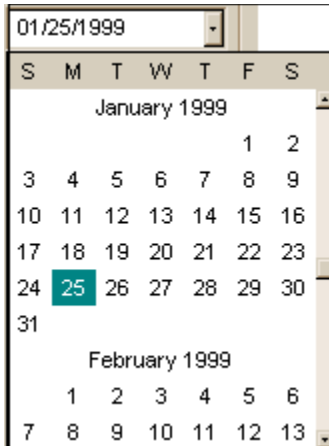 01/25/1999
S M T W T F S
January 1999
1 2
3 4 5 6 7 8 9
10 11 12 13 14 15 16
17 18 19 20 21 22 23
24 25 26 27 28 29 30
31
February 1999
1 2 3 4 5 6
7 8 9 10 11 12 13